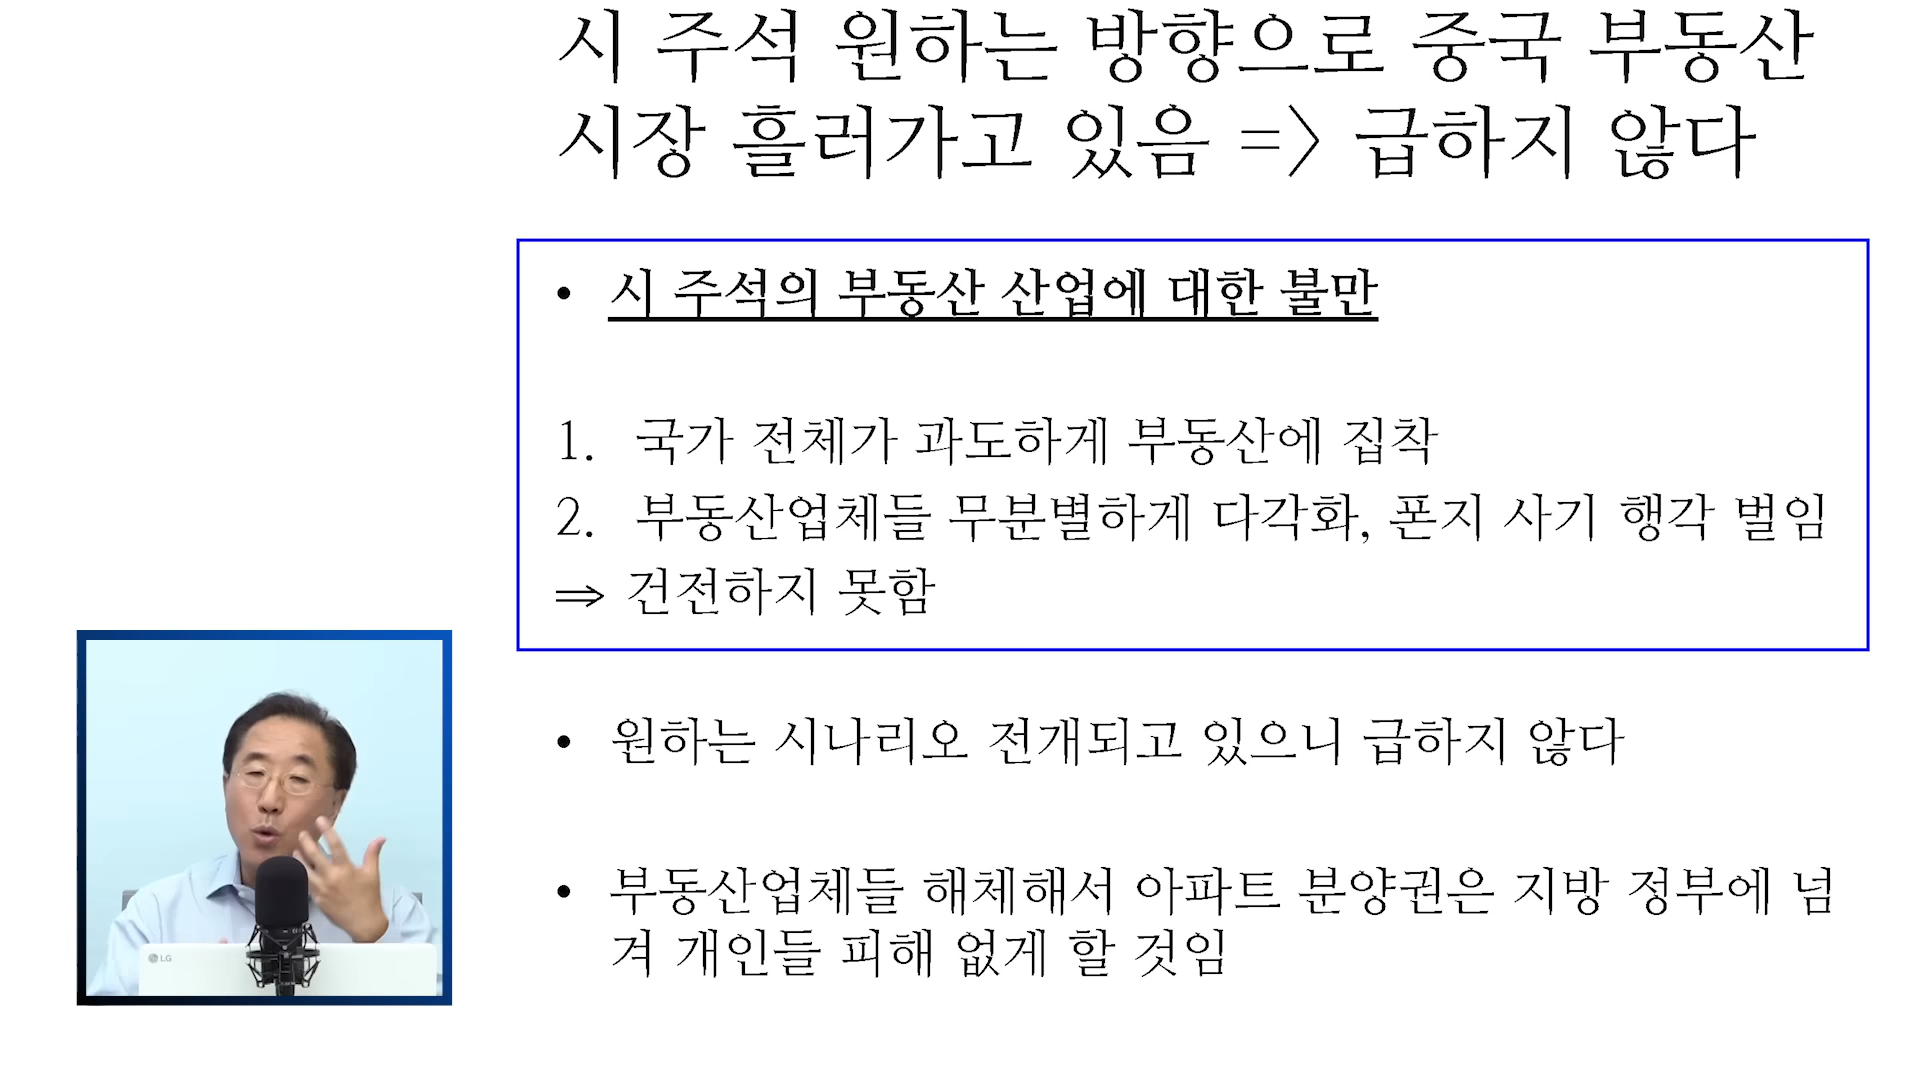 시 주석 원하는 방향으로 중국 부동산
시장 흘러가고 있음 => 급하지 않다
• 시 주석의 부동산 산업에 대한 불만
1. 국가 전체가 과도하게 부동산에 집착
2. 부동산업체들 무분별하게 다각화, 폰지 사기 행각 벌임
⇒ 건전하지 못함
• 원하는 시나리오 전개되고 있으니 급하지 않다
• 부동산업체들 해체해서 아파트 분양권은 지방 정부에 넘
겨 개인들 피해 없게 할 것임
LG